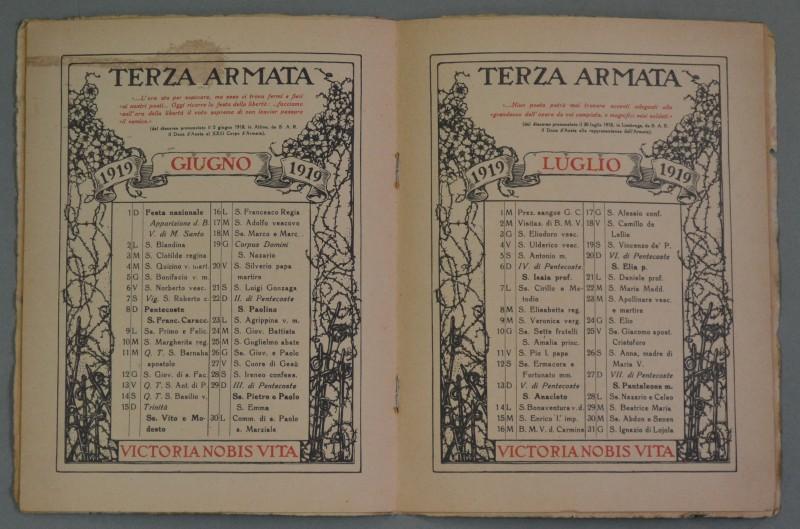 TERZA ARMATA
«...L'ora sta per scoccare, ma essa ci trova fermi e fissi
«ai nostri posti... Oggi ricorre la festa della libertà: ...facciamo
«sull'ara della libertà il voto supremo di non lasciar passare
«il nemico.»
(dal discorso pronunciato il 2 giugno 1918, in Altino, da S. A. R.
il Duca d'Aosta al XXIII Corpo d'Armata).
1919 GIUGNO 1919
1 D Festa nazionale
Apparizione d. B.
V. di M. Santo
2 L S. Blandina
3 M S. Clotilde regina
4 M S. Quirino v. mart.
5 G S. Bonifazio v. m.
6 V S. Norberto vesc.
7 S Vig. S. Roberto c.
8 D Pentecoste
S. Franc. Caracc.
9 L Ss. Primo e Felic.
10 M S. Margherita reg.
11 M Q. T. S. Barnaba
apostolo
12 G S. Giov. di s. Fac.
13 V Q. T. S. Ant. di P.
14 S Q. T. S. Basilio v.
15 D Trinità
Ss. Vito e Mo-
desto
16 L S. Francesco Regis
17 M S. Adolfo vescovo
18 M Ss. Marco e Marc..
19 G Corpus Domini
S. Nazario
20 V S. Silverio papa
martire
21 S S. Luigi Gonzaga
22 D II. di Pentecoste
S. Paolino
23 L S. Agrippina v. m.
24 M S. Giov. Battista
25 M S. Guglielmo abate
26 G Ss. Giov. e Paolo
27 V S. Cuore di Gesù
28 S S. Ireneo confess.
29 D III. di Pentecoste
Ss. Pietro e Paolo
S. Emma
30 L Comm. di s. Paolo
s. Marziale
VICTORIA NOBIS VITA
TERZA ARMATA
«...Niun poeta potrà mai trovare accenti adeguati alla
«grandezza dell'opera da voi compiuta, o magnifici miei soldati.»
(dal discorso pronunciato il 30 luglio 1918, in
il Duca d'Aosta alla rappresentanza dell'Armata).
1919 LUGLIO 1919
1 M Prez. sangue G. C.
2 M Visitaz. di B. M. V.
3 G S. Eliodoro vesc.
4 V S. Ulderico vesc.
5 S S. Antonio m.
6 D IV. di Pentecoste
S. Isaia prof.
7 L Ss. Cirillo e Me-
todio
8 M S. Elisabetta reg.
9 M S. Veronica verg.
10 G Ss. Sette fratelli
S. Amalia princ.
11 V S. Pio I. papa
12 S Ss. Ermacora e
Fortunato mm.
13 D V. di Pentecoste
S. Anacleto
14 L S. Bonaventura v. d.
15 M S. Enrico I.° imp.
16 M B. M. V. d. Carmine
17 G S. Alessio conf.
18 V S. Camillo de
Lellis
19 S S. Vincenzo de' P.
20 D VI. di Pentecoste
S. Elia p.
21 L S. Daniele prof.
22 M S. Maria Madd.
23 M S. Apollinare vesc.
e martire
24 G S. Elio
25 V Ss. Giacomo apost.
Cristoforo
26 S S. Anna, madre di
Maria V.
27 D VII. di Pentecoste
S. Pantaleone m.
28 L Ss. Nazario e Celso
29 M S. Beatrice Maria
30 M Ss. Abdon e Sennen
31 G S. Ignazio di Lojola
VICTORIA NOBIS VITA